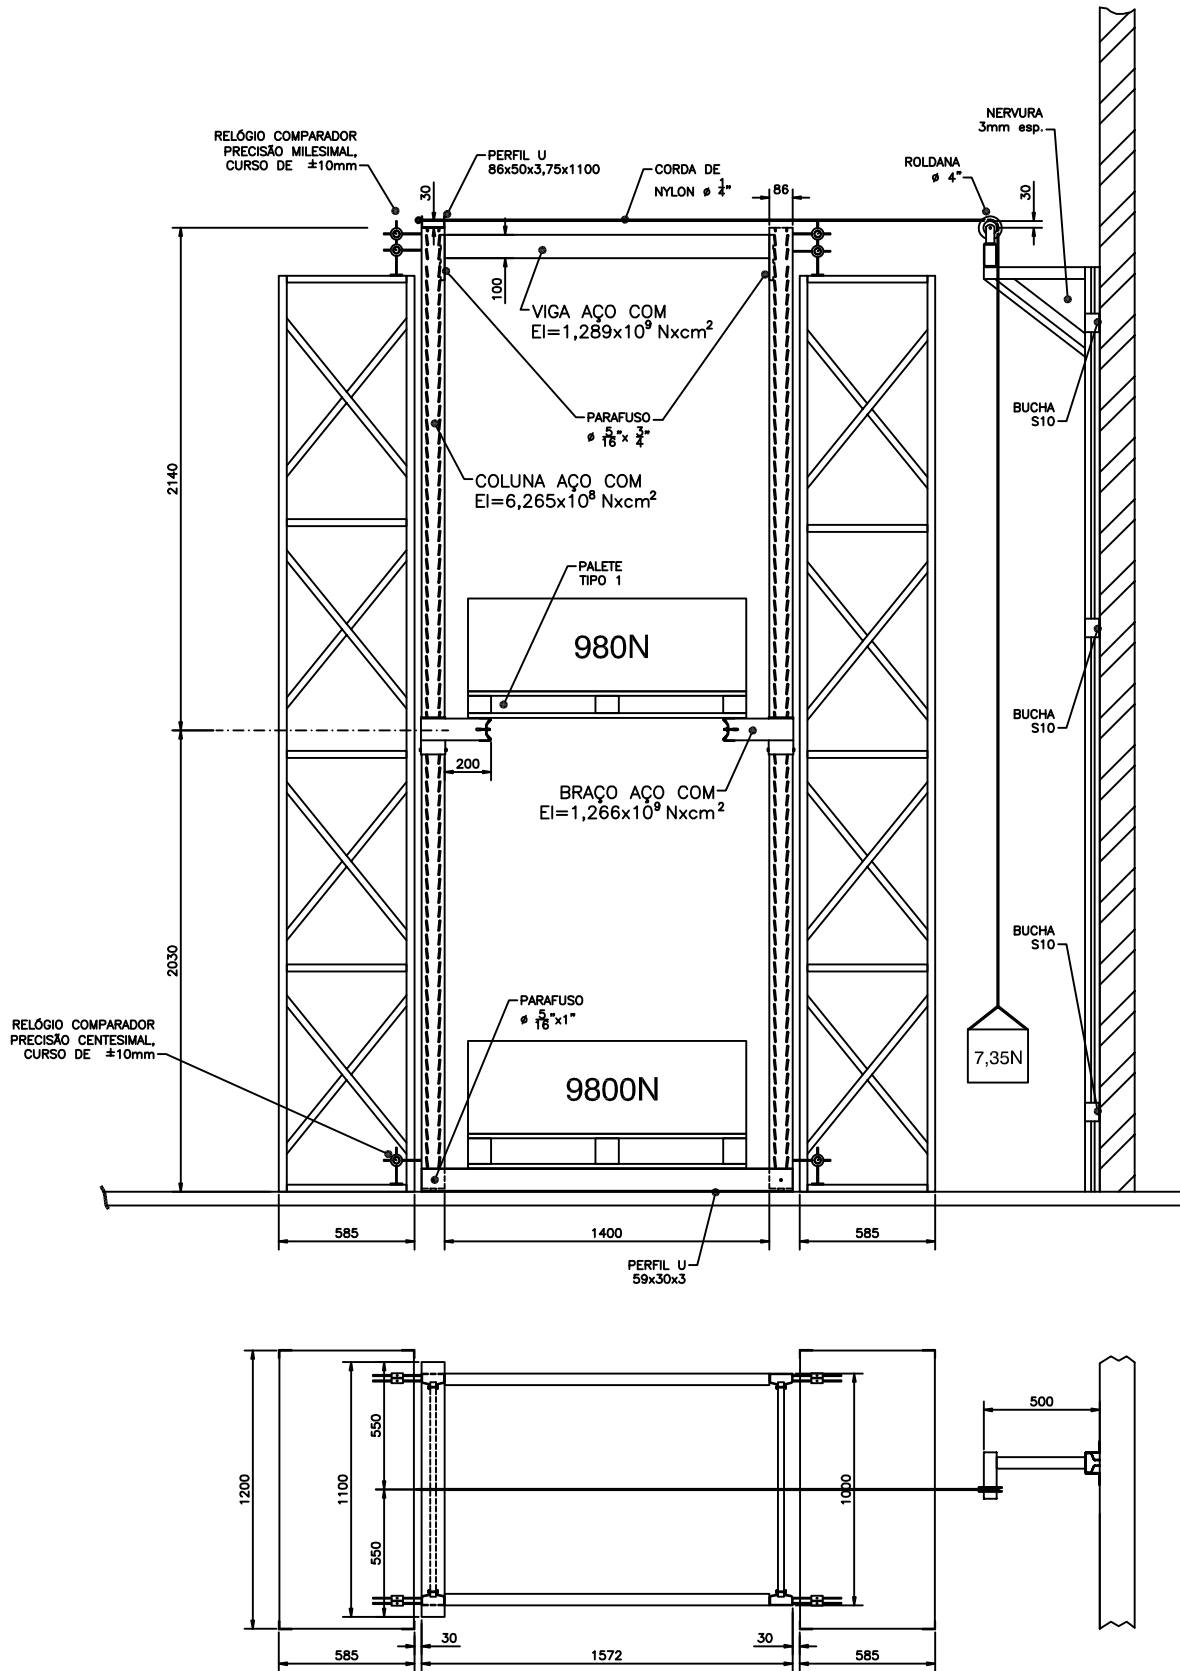 NERVURA
3mm esp.
RELÓGIO COMPARADOR
PRECISÃO MILESIMAL,
CURSO DE ±10mm
PERFIL U
86x50x3,75x1100
CORDA DE
NYLON ø 1/4"
ROLDANA
ø 4"
30
86
30
100
VIGA AÇO COM
EI=1,289x10⁹ Nxcm²
BUCHA
S10
PARAFUSO
ø 5/16"x 3/4"
2140
COLUNA AÇO COM
EI=6,265x10⁸ Nxcm²
PALETE
TIPO 1
980N
BUCHA
S10
200
BRAÇO AÇO COM
EI=1,266x10⁹ Nxcm²
2030
BUCHA
S10
PARAFUSO
ø 5/16"x1"
RELÓGIO COMPARADOR
PRECISÃO CENTESIMAL,
CURSO DE ±10mm
7,35N
9800N
585
1400
585
PERFIL U
59x30x3
500
550
1200
1100
1000
550
30
30
585
1572
585